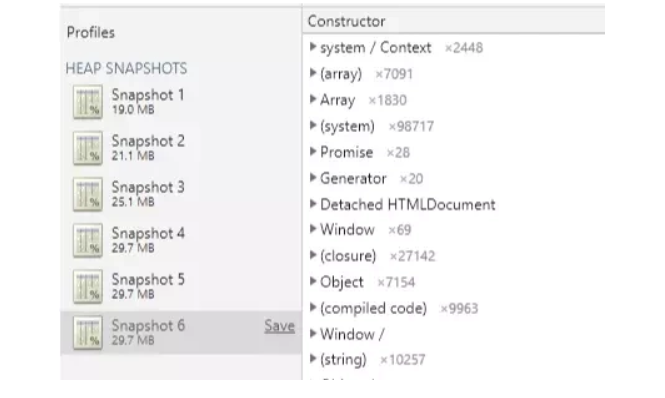 Profiles
HEAP SNAPSHOTS
Snapshot 1
19.0 MB
Snapshot 2
21.1 MB
Snapshot 3
25.1 MB
Snapshot 4
29.7 MB
Snapshot 5
29.7 MB
Snapshot 6 Save
29.7 MB
Constructor
system / Context ×2448
(array) ×7091
Array ×1830
(system) ×98717
Promise ×28
Generator ×20
Detached HTMLDocument
Window ×69
(closure) ×27142
Object ×7154
(compiled code) ×9963
Window /
(string) ×10257